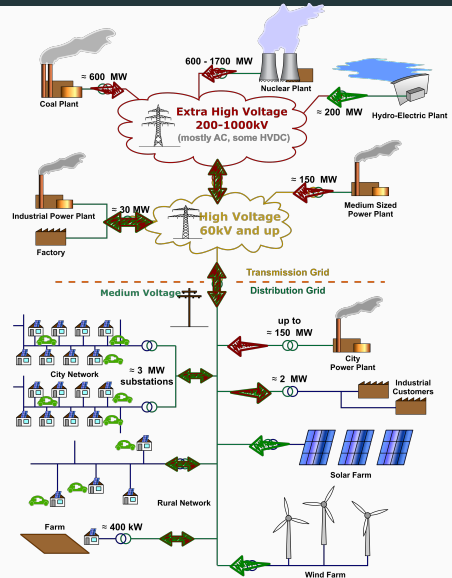 600 - 1700 MW
≈ 600 MW
Coal Plant
Nuclear Plant
Extra High Voltage
200-1000kV
(mostly AC, some HVDC)
≈ 200 MW
Hydro-Electric Plant
≈ 150 MW
Industrial Power Plant
≈ 30 MW
Medium Sized
Power Plant
High Voltage
60kV and up
Factory
Transmission Grid
Medium Voltage
Distribution Grid
up to
≈ 150 MW
City Network
≈ 3 MW
substations
City
Power Plant
≈ 2 MW
Industrial
Customers
Solar Farm
Rural Network
Farm
≈ 400 kW
Wind Farm